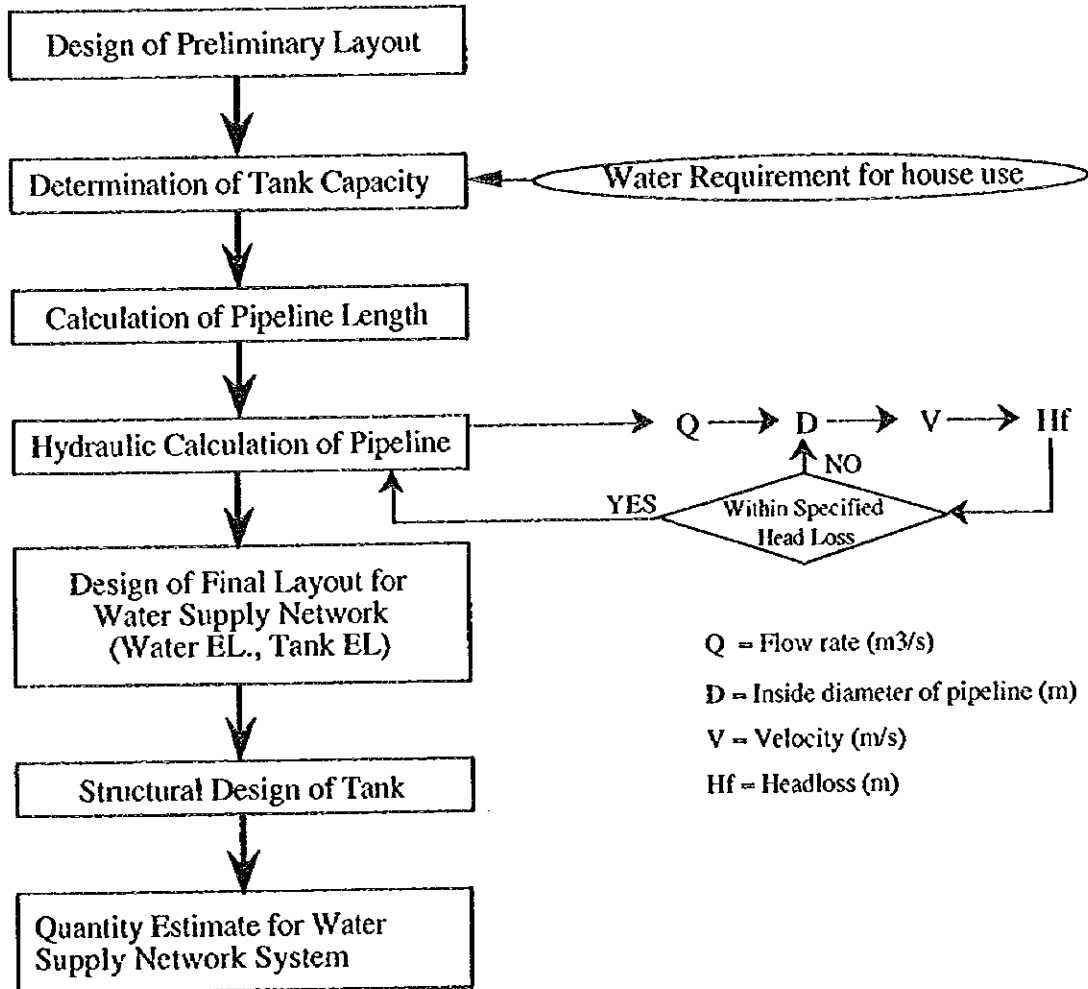 Design of Preliminary Layout
Determination of Tank Capacity
Water Requirement for house use
Calculation of Pipeline Length
Hydraulic Calculation of Pipeline
Q
D
V
Hf
NO
YES
Within Specified
Head Loss
Design of Final Layout for
Water Supply Network
(Water EL., Tank EL)
Q = Flow rate (m3/s)
D = Inside diameter of pipeline (m)
V = Velocity (m/s)
Hf = Headloss (m)
Structural Design of Tank
Quantity Estimate for Water
Supply Network System